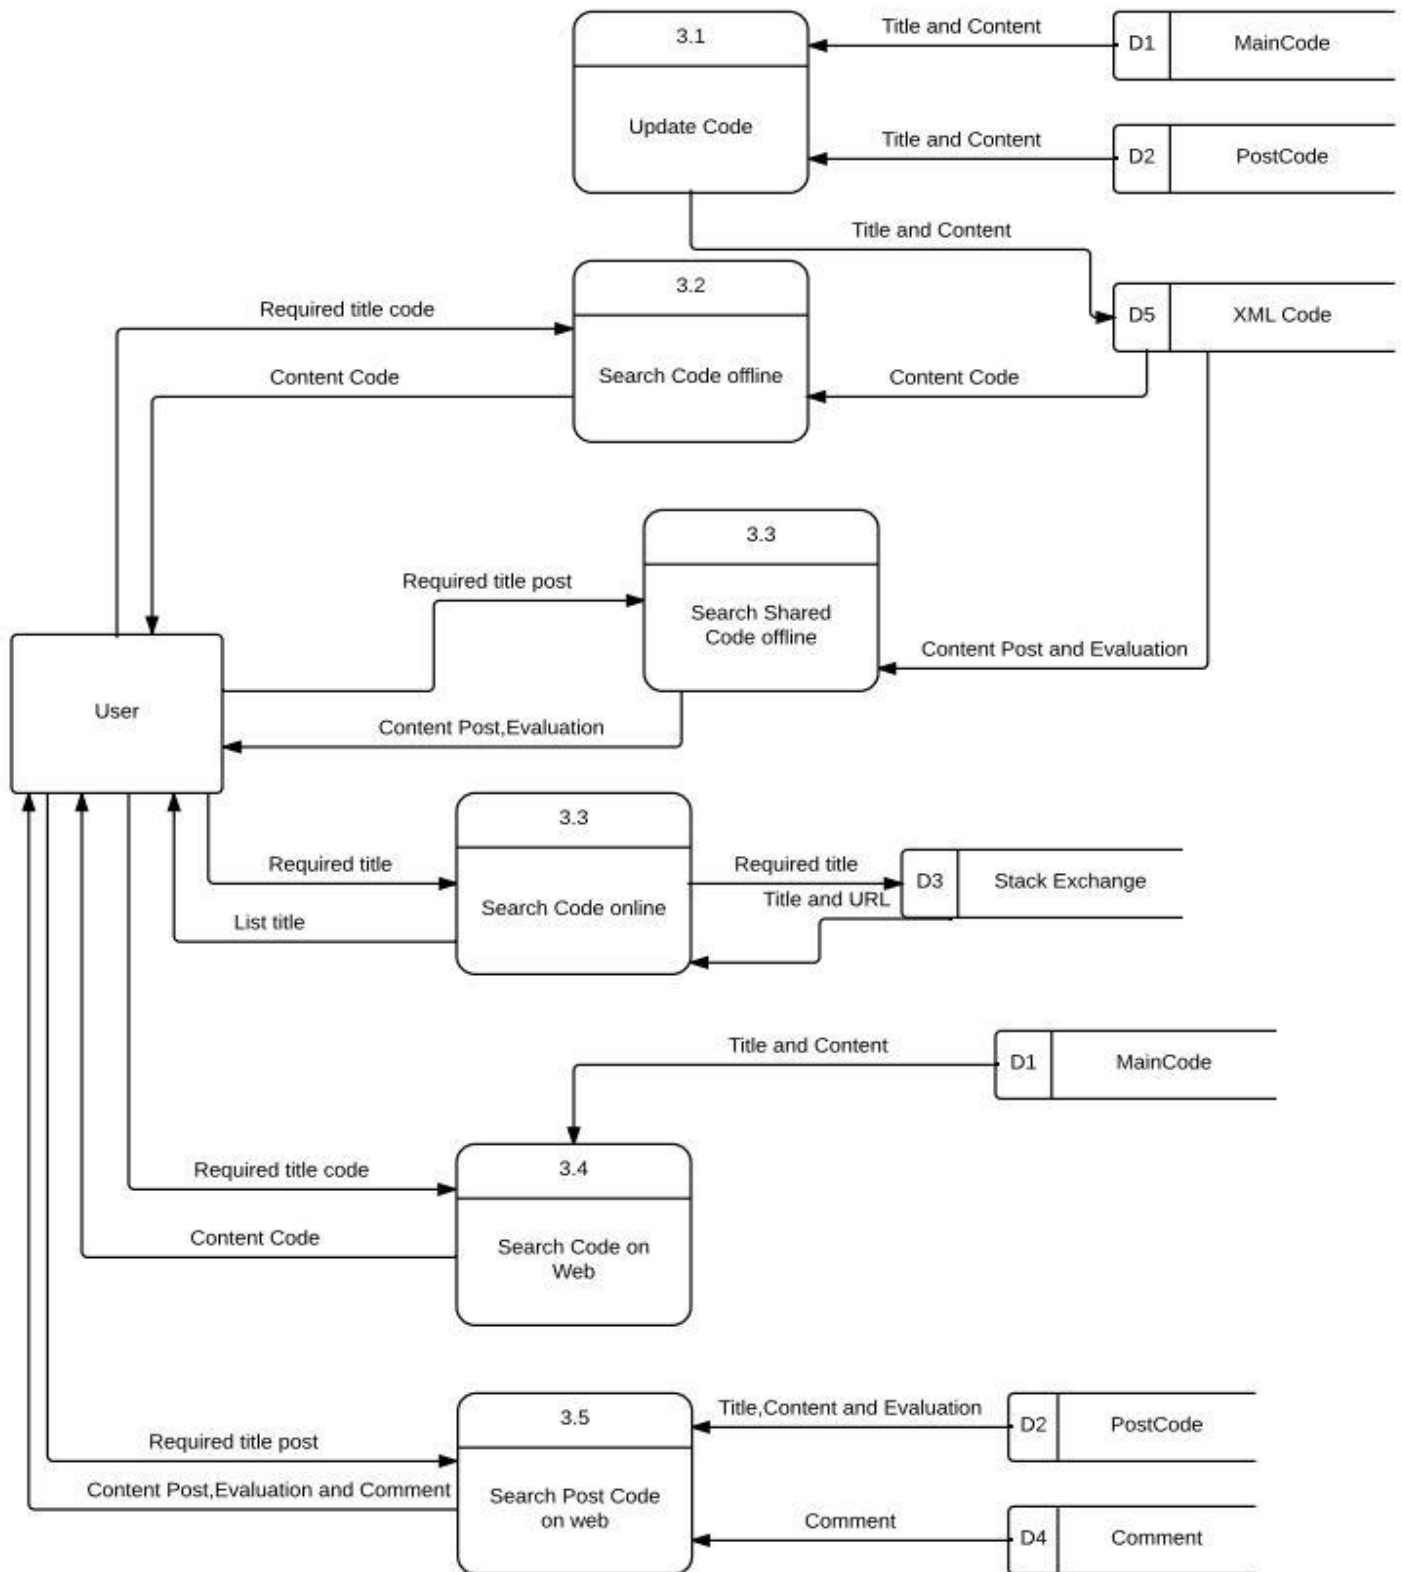 3.1
Update Code
Title and Content
D1
MainCode
Title and Content
D2
PostCode
Title and Content
3.2
Search Code offline
Required title code
Content Code
D5
XML Code
Content Code
3.3
Search Shared
Code offline
Required title post
Content Post and Evaluation
User
Content Post,Evaluation
3.3
Search Code online
Required title
List title
Required title
Title and URL
D3
Stack Exchange
Title and Content
D1
MainCode
3.4
Search Code on
Web
Required title code
Content Code
3.5
Search Post Code
on web
Required title post
Content Post,Evaluation and Comment
Title,Content and Evaluation
D2
PostCode
Comment
D4
Comment